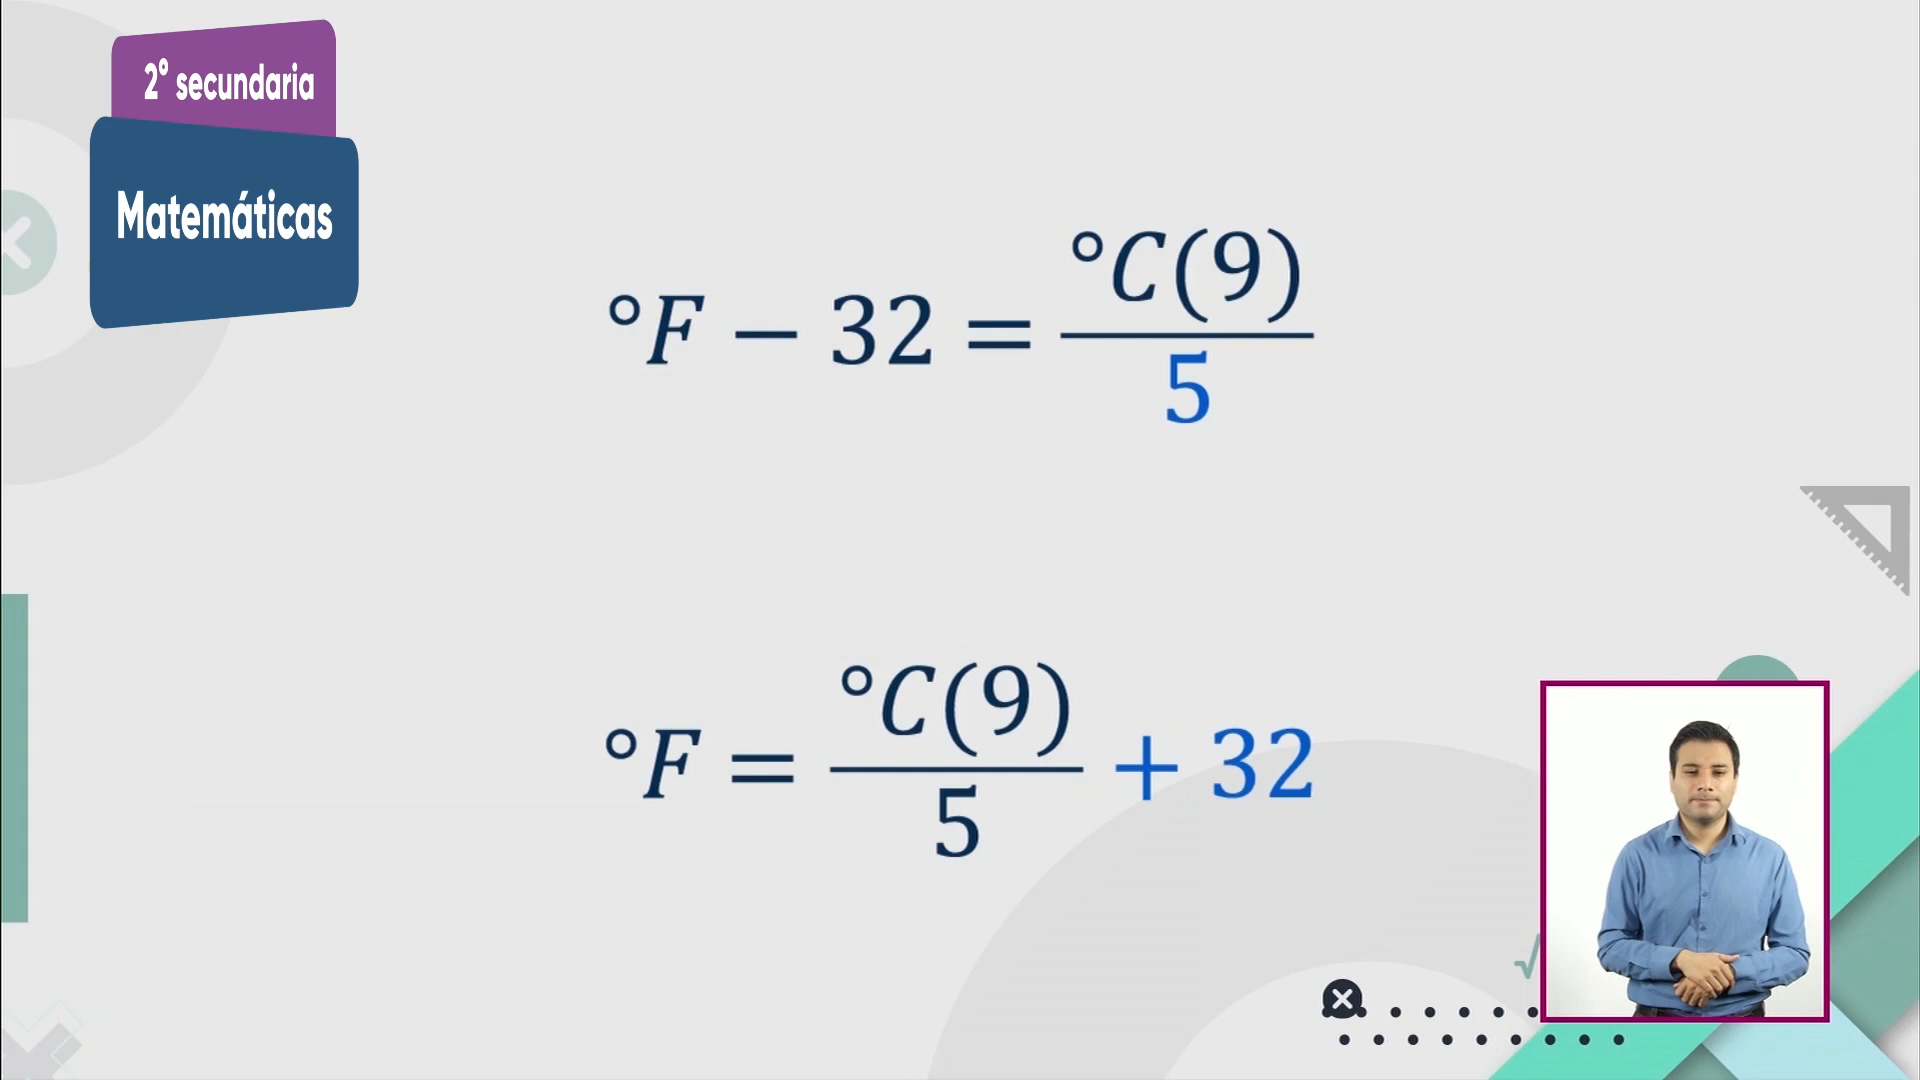 2° secundaria
Matemáticas
°F − 32 = °C(9)/5
°F = °C(9)/5 + 32